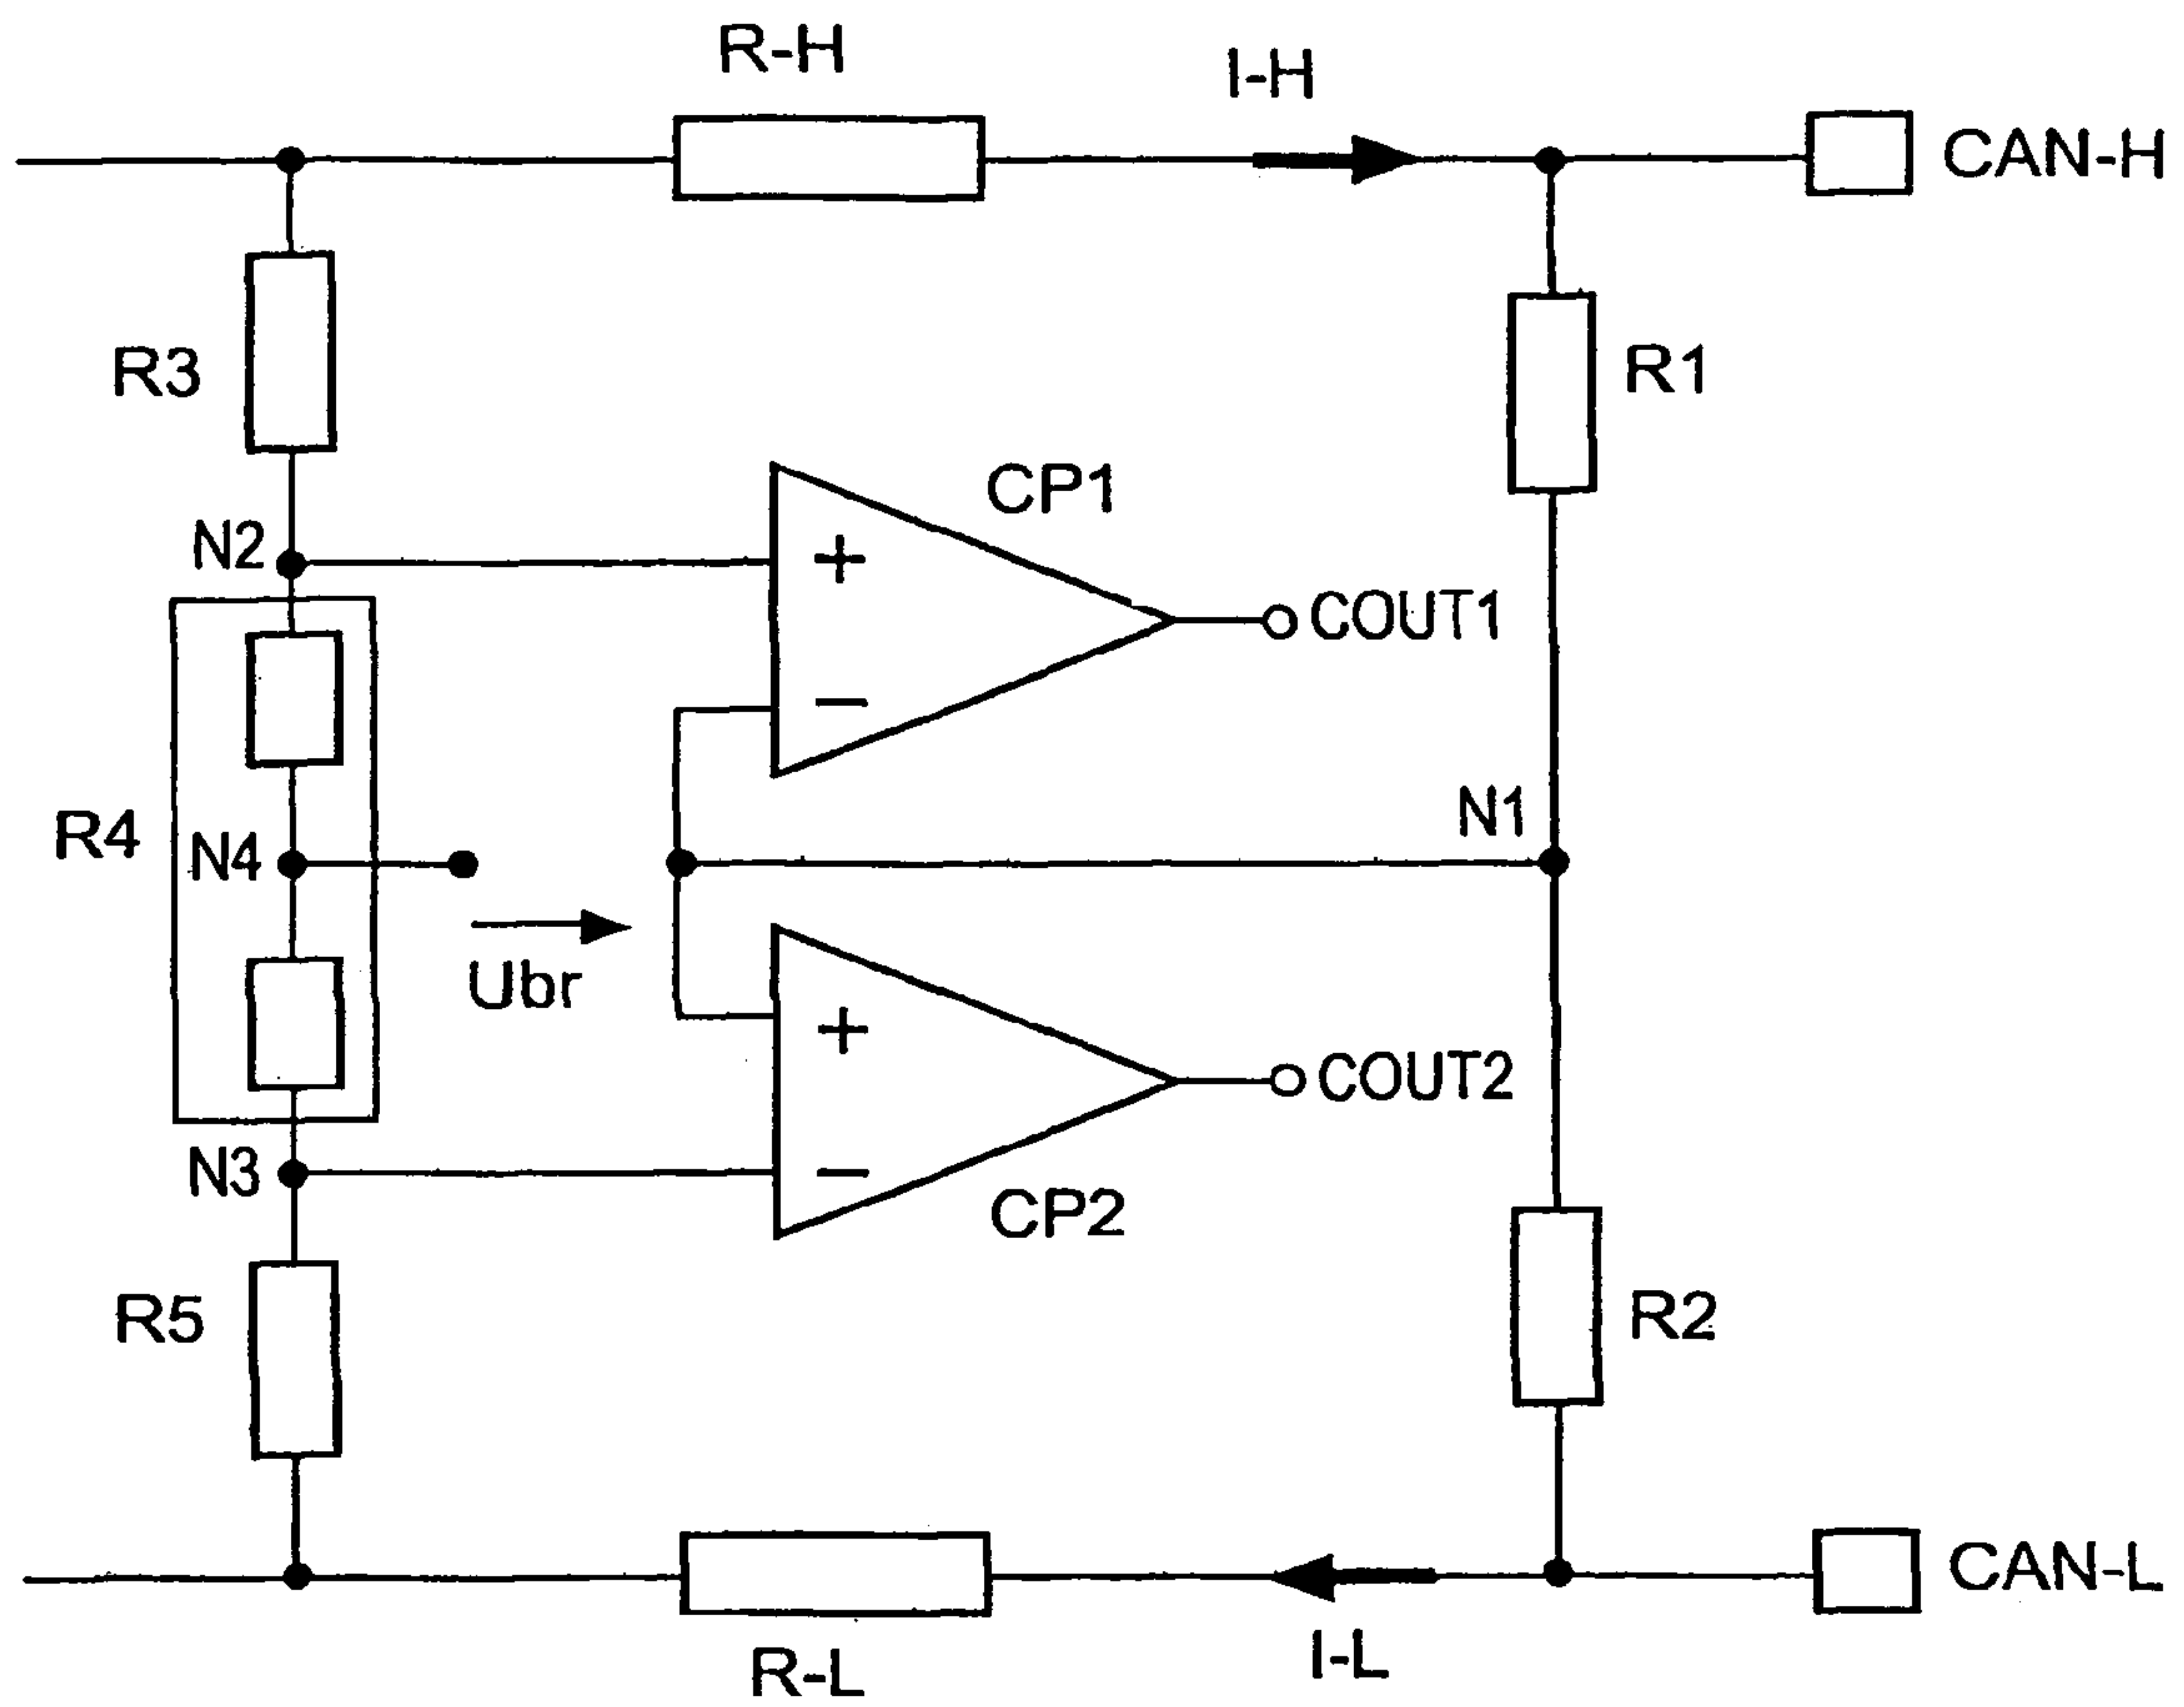 R-H
I-H
CAN-H
R3
R1
CP1
N2
+
COUT1
−
N1
R4
N4
Ubr
+
COUT2
N3
−
CP2
R5
R2
CAN-L
I-L
R-L